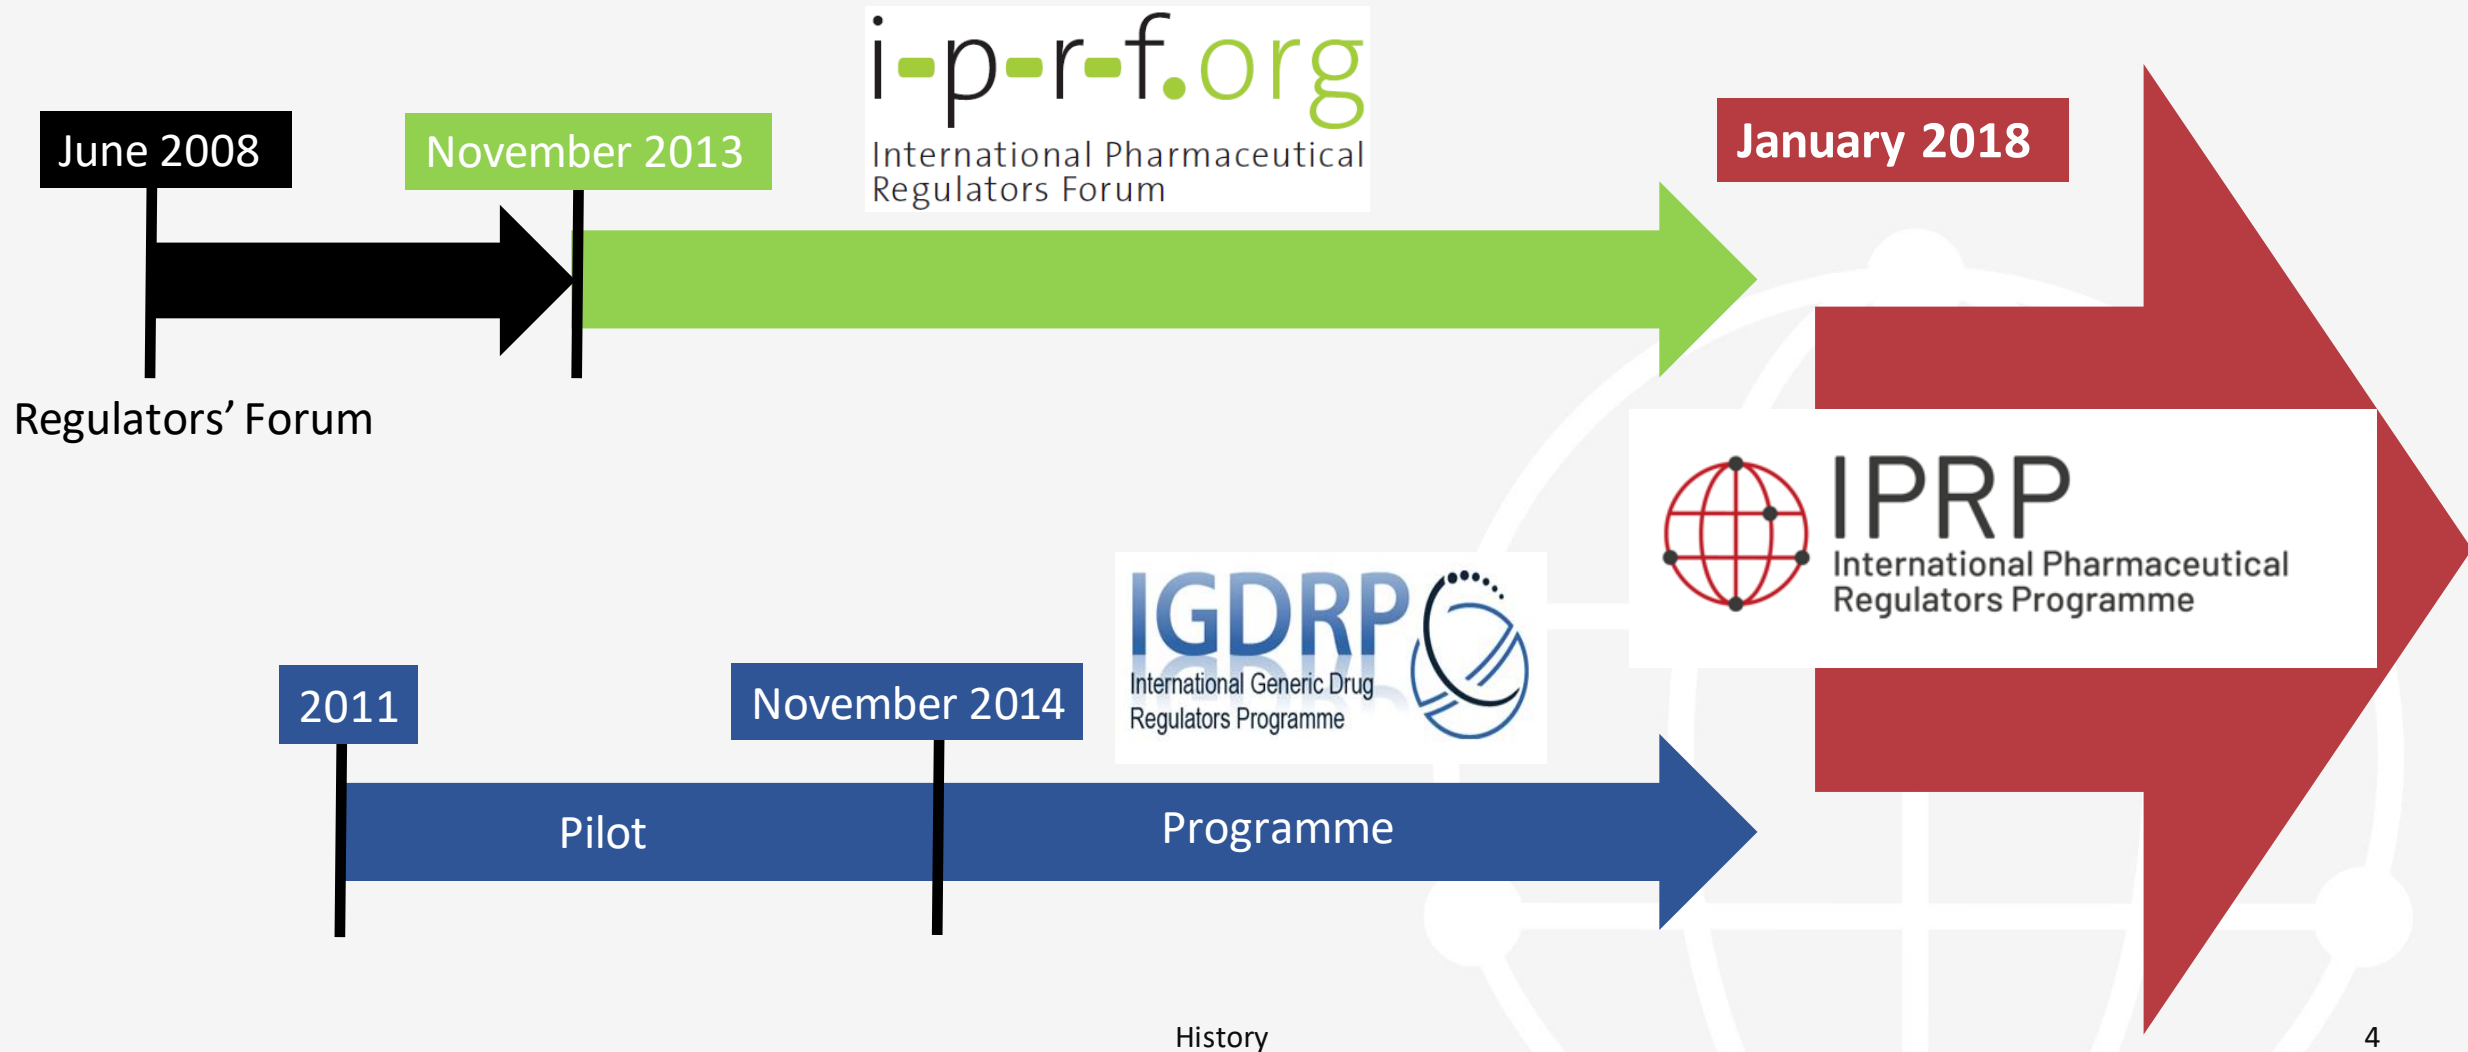 i-p-r-f.org
International Pharmaceutical
Regulators Forum
June 2008
November 2013
January 2018
Regulators’ Forum
IPRP
International Pharmaceutical
Regulators Programme
IGDRP
International Generic Drug
Regulators Programme
2011
November 2014
Pilot
Programme
History
4